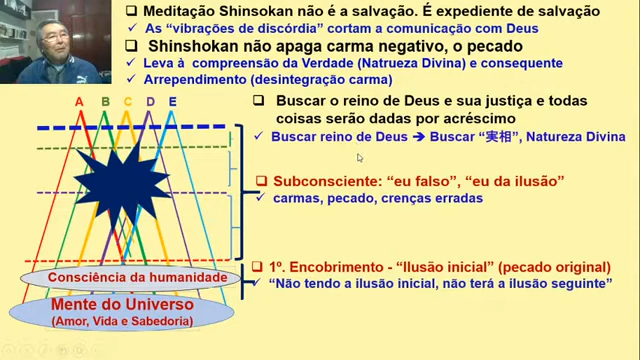 Meditação Shinsokan não é a salvação. É expediente de salvação
As “vibrações de discórdia” cortam a comunicação com Deus
Shinshokan não apaga carma negativo, o pecado
Leva à compreensão da Verdade (Natrueza Divina) e consequente
Arrependimento (desintegração carma)
A B C D E
Buscar o reino de Deus e sua justiça e todas
coisas serão dadas por acréscimo
Buscar reino de Deus ➔ Buscar “実相”, Natureza Divina
Subconsciente: “eu falso”, “eu da ilusão”
carmas, pecado, crenças erradas
Consciência da humanidade
Mente do Universo
(Amor, Vida e Sabedoria)
1º. Encobrimento - “Ilusão inicial” (pecado original)
“Não tendo a ilusão inicial, não terá a ilusão seguinte”